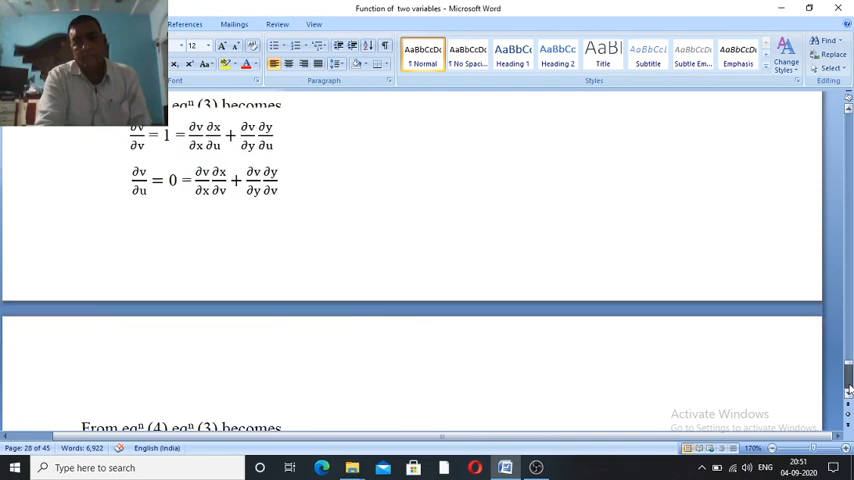 Function of two variables - Microsoft Word
References Mailings Review View
12
AaBbCcDc AaBbCcDc AaBbCc AaBbCc AaBl AaBbCcL AaBbCcDc AaBbCcDc
¶ Normal ¶ No Spaci... Heading 1 Heading 2 Title Subtitle Subtle Em... Emphasis
Change Styles
Find
Replace
Select
Font Paragraph Styles Editing
eqⁿ (3) becomes
∂v/∂v = 1 = ∂v/∂x ∂x/∂u + ∂v/∂y ∂y/∂u
∂v/∂u = 0 = ∂v/∂x ∂x/∂v + ∂v/∂y ∂y/∂v
From eqⁿ (4) eqⁿ (3) becomes
Activate Windows
Go to Settings to activate Windows.
Page: 28 of 45 Words: 6,922 English (India) 170%
Type here to search
ENG
20:51
04-09-2020